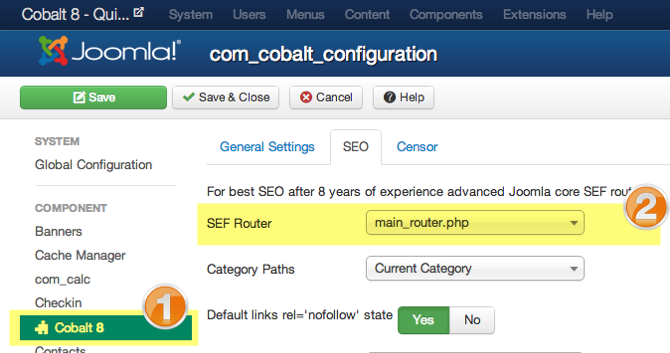 Cobalt 8 - Qui... System Users Menus Content Components Extensions Help
Joomla!® com_cobalt_configuration
Save Save & Close Cancel Help
SYSTEM
Global Configuration
COMPONENT
Banners
Cache Manager
com_calc
Checkin
Cobalt 8
Contacts
1
General Settings SEO Censor
For best SEO after 8 years of experience advanced Joomla core SEF rout
2
SEF Router main_router.php
Category Paths Current Category
Default links rel='nofollow' state Yes No